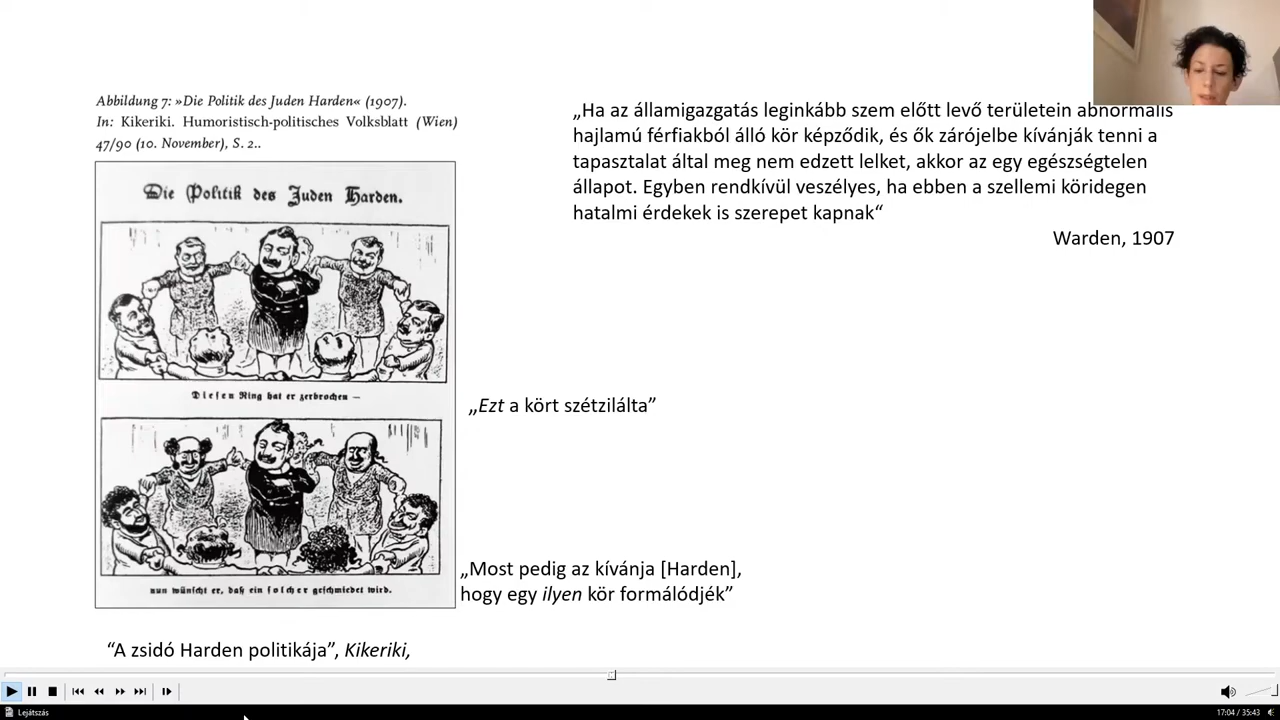 Abbildung 7: »Die Politik des Juden Harden« (1907).
In: Kikeriki. Humoristisch-politisches Volksblatt (Wien)
47/90 (10. November), S. 2..
Die Politik des Juden Harden.
Diesen Ring hat er zerbrochen —
nun wünscht er, daß ein solcher geschmiedet wird.
„Ha az államigazgatás leginkább szem előtt levő területein abnormális
hajlamú férfiakból álló kör képződik, és ők zárójelbe kívánják tenni a
tapasztalat által meg nem edzett lelket, akkor az egy egészségtelen
állapot. Egyben rendkívül veszélyes, ha ebben a szellemi köridegen
hatalmi érdekek is szerepet kapnak“
Warden, 1907
„Ezt a kört szétzilálta”
„Most pedig az kívánja [Harden],
hogy egy ilyen kör formálódjék”
“A zsidó Harden politikája”, Kikeriki,
Lejátszás
17:04 / 35:43